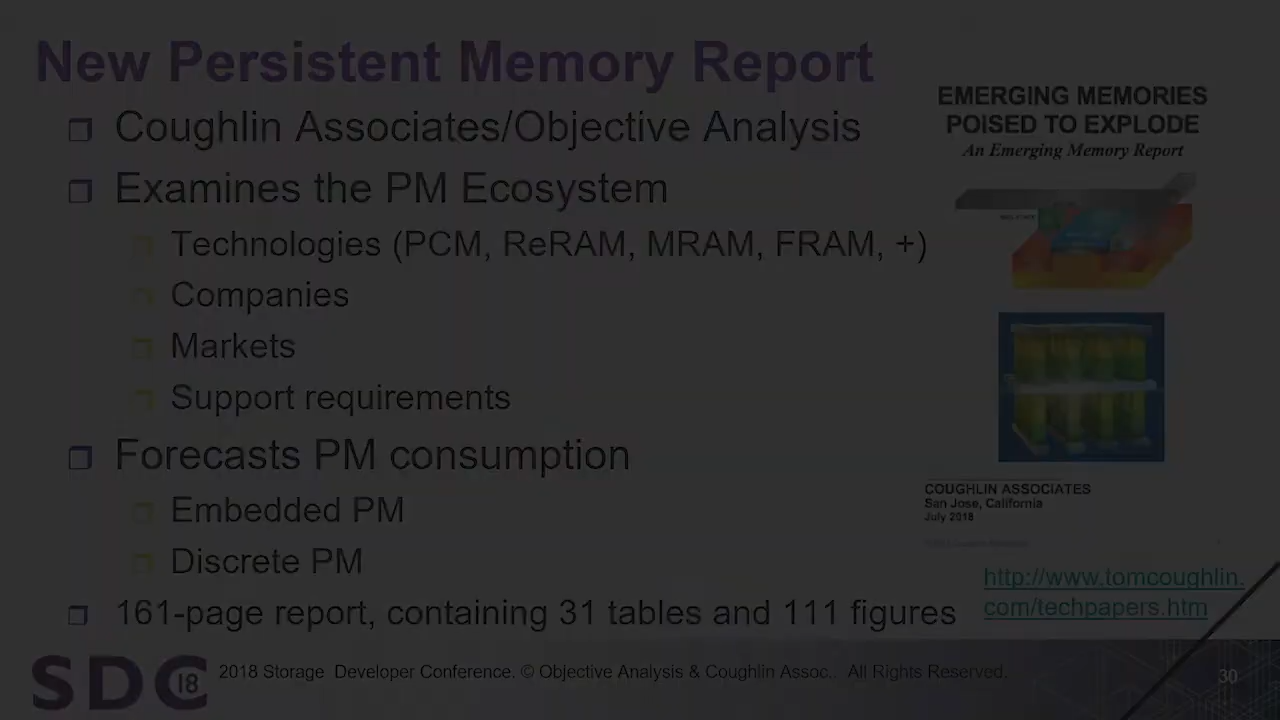 New Persistent Memory Report
Coughlin Associates/Objective Analysis
Examines the PM Ecosystem
Technologies (PCM, ReRAM, MRAM, FRAM, +)
Companies
Markets
Support requirements
Forecasts PM consumption
Embedded PM
Discrete PM
161-page report, containing 31 tables and 111 figures
EMERGING MEMORIES
POISED TO EXPLODE
An Emerging Memory Report
COUGHLIN ASSOCIATES
San Jose, California
July 2018
http://www.tomcoughlin.
com/techpapers.htm
SDC 18
2018 Storage Developer Conference. © Objective Analysis & Coughlin Assoc.. All Rights Reserved.
30